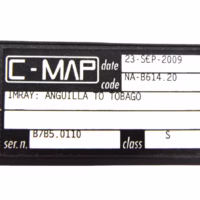 C-MAP date 23-SEP-2009
code NA-B614.20
IMRAY: ANGUILLA TO TOBAGO
ser. n. B7B5.0110 class S